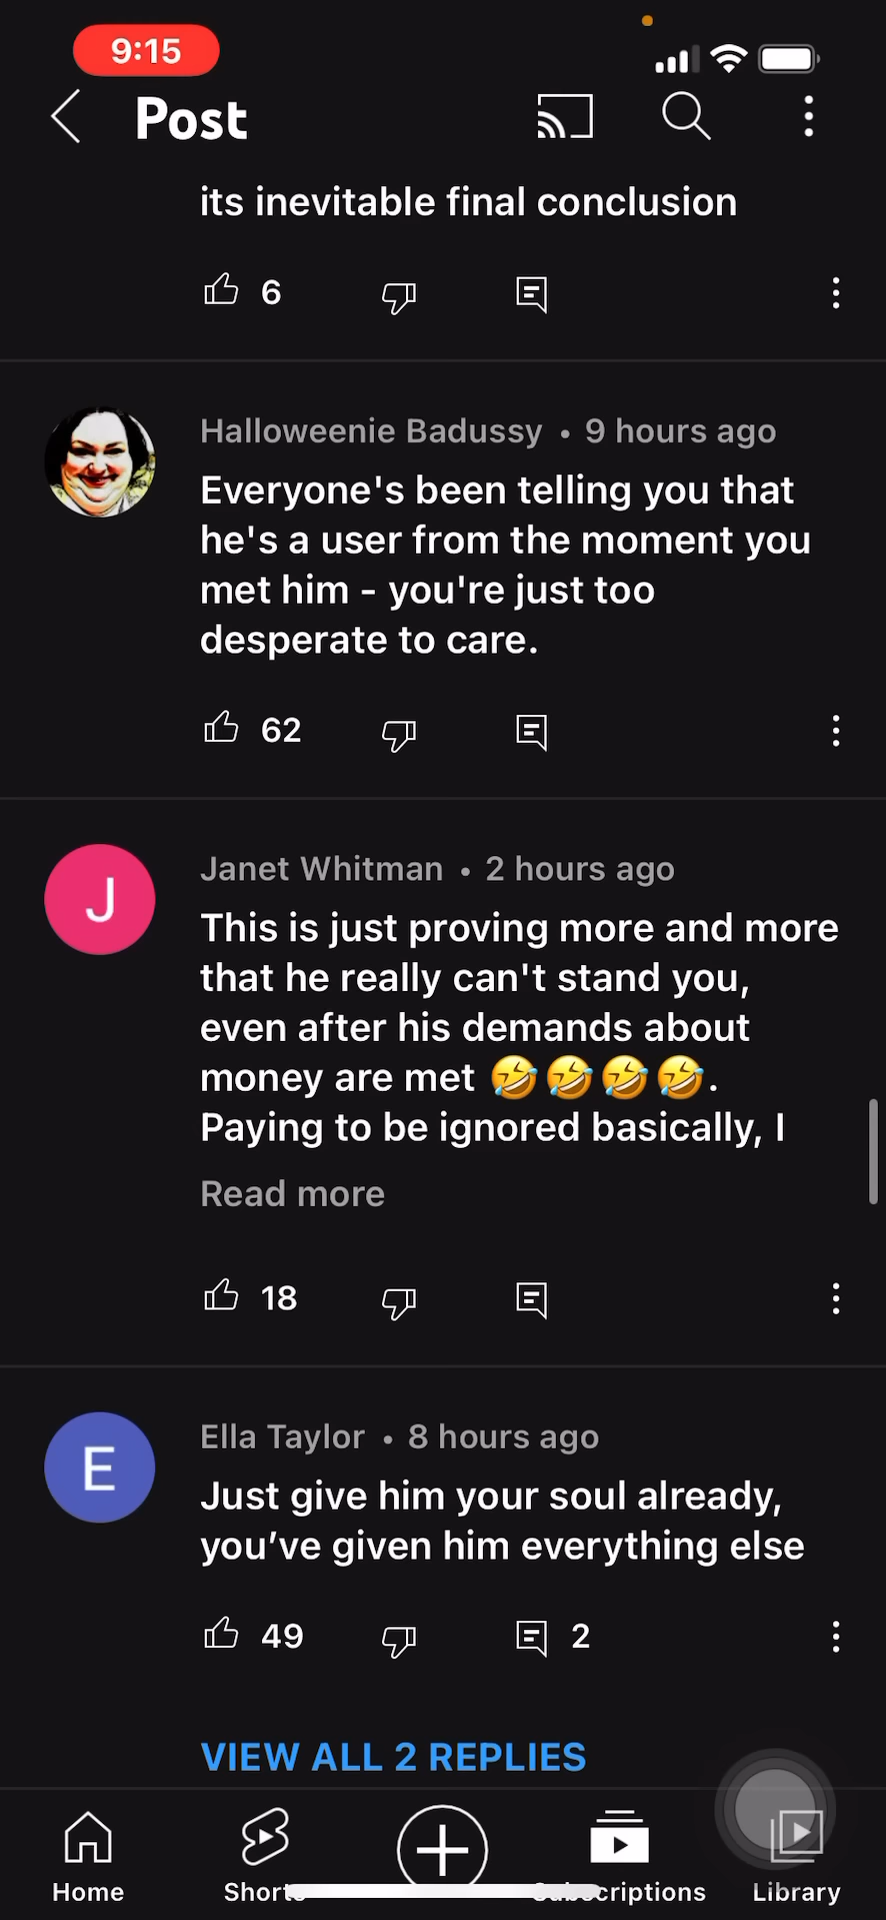 9:15
Post
its inevitable final conclusion
6
Halloweenie Badussy • 9 hours ago
Everyone's been telling you that
he's a user from the moment you
met him - you're just too
desperate to care.
62
J
Janet Whitman • 2 hours ago
This is just proving more and more
that he really can't stand you,
even after his demands about
money are met 🤣🤣🤣🤣.
Paying to be ignored basically, I
Read more
18
E
Ella Taylor • 8 hours ago
Just give him your soul already,
you’ve given him everything else
49 2
VIEW ALL 2 REPLIES
Home Shorts Subscriptions Library